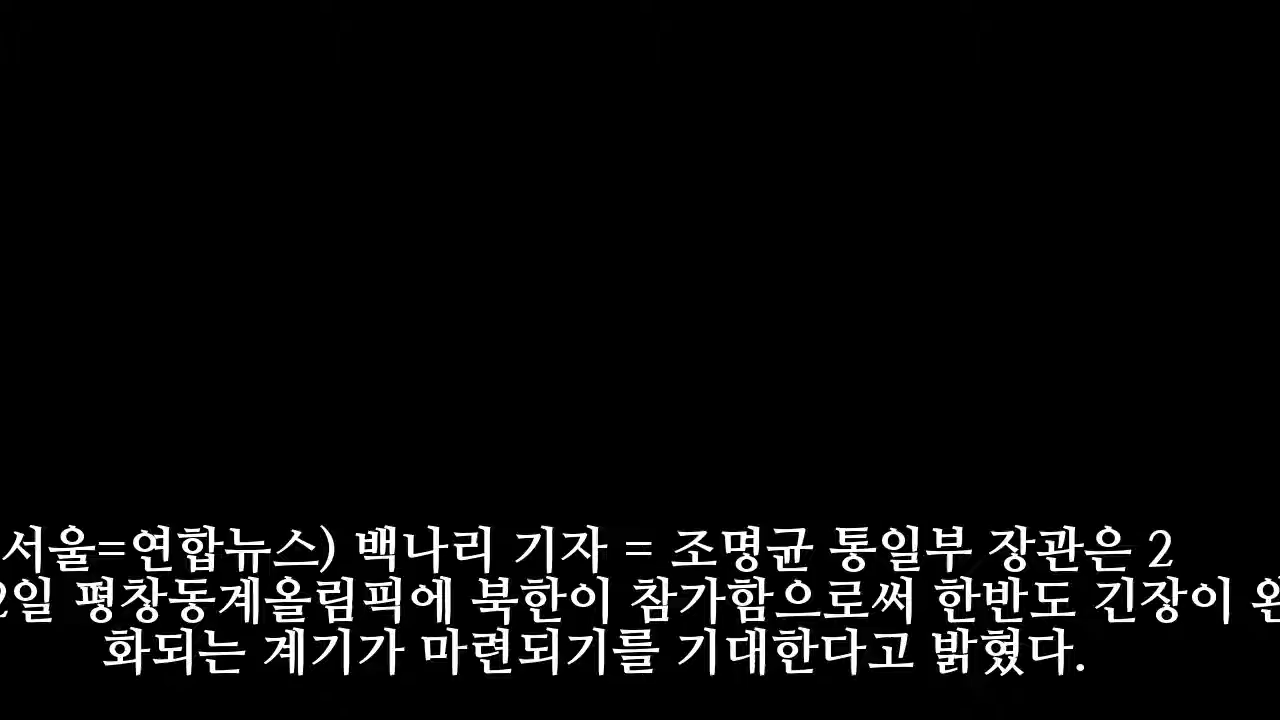 서울=연합뉴스) 백나리 기자 = 조명균 통일부 장관은 2
2일 평창동계올림픽에 북한이 참가함으로써 한반도 긴장이 완
화되는 계기가 마련되기를 기대한다고 밝혔다.